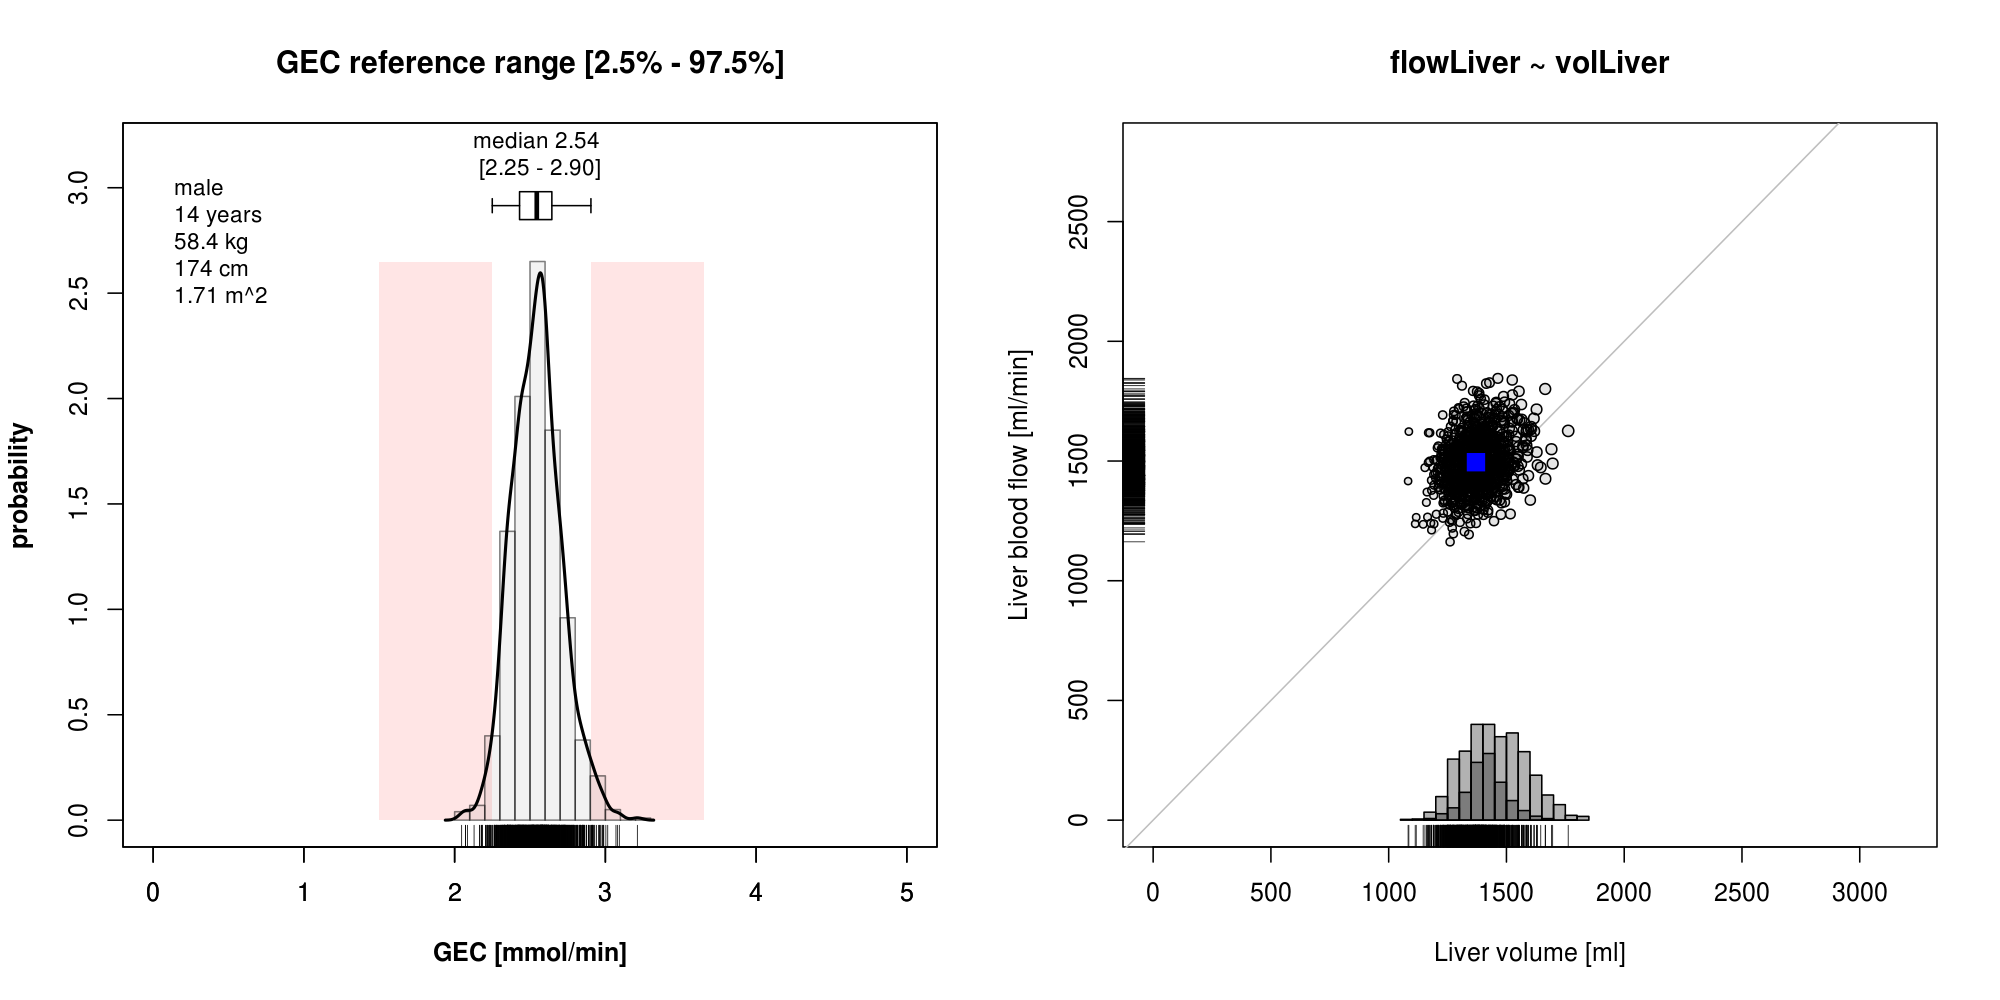 GEC reference range [2.5% - 97.5%]
median 2.54
[2.25 - 2.90]
male
14 years
58.4 kg
174 cm
1.71 m^2
probability
3.0
2.5
2.0
1.5
1.0
0.5
0.0
0 1 2 3 4 5
GEC [mmol/min]
flowLiver ~ volLiver
Liver blood flow [ml/min]
2500
2000
1500
1000
500
0
0 500 1000 1500 2000 2500 3000
Liver volume [ml]